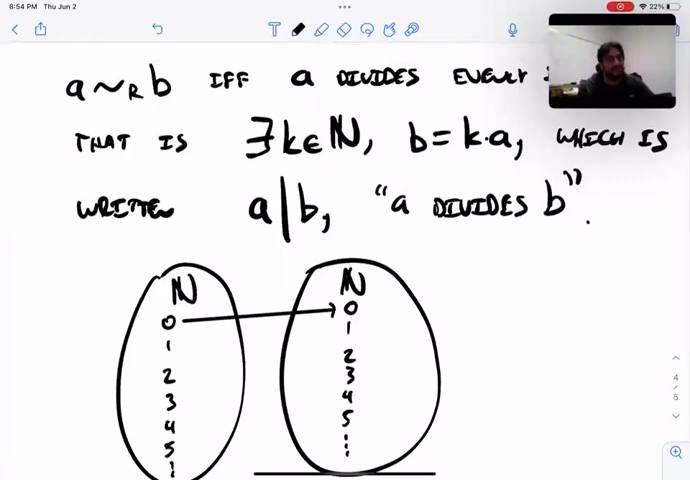 8:54 PM Thu Jun 2
22%
a ~R b IFF a DIVIDES EVENLY
THAT IS ∃k∈ℕ, b=k·a, WHICH IS
WRITTEN a|b, "a DIVIDES b".
ℕ ℕ
0 0
1 1
2 2
3 3
4 4
5 5
⋮ ⋮
4
/
5